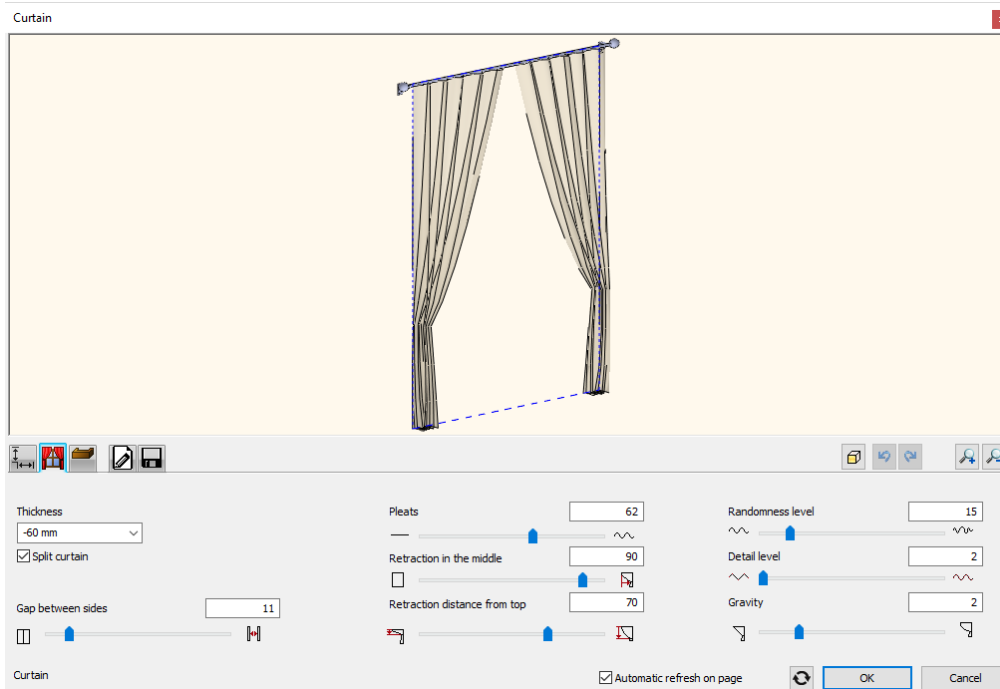 Curtain
Thickness
-60 mm
Split curtain
Gap between sides 11
Pleats 62
Retraction in the middle 90
Retraction distance from top 70
Randomness level 15
Detail level 2
Gravity 2
Curtain
Automatic refresh on page
OK
Cancel